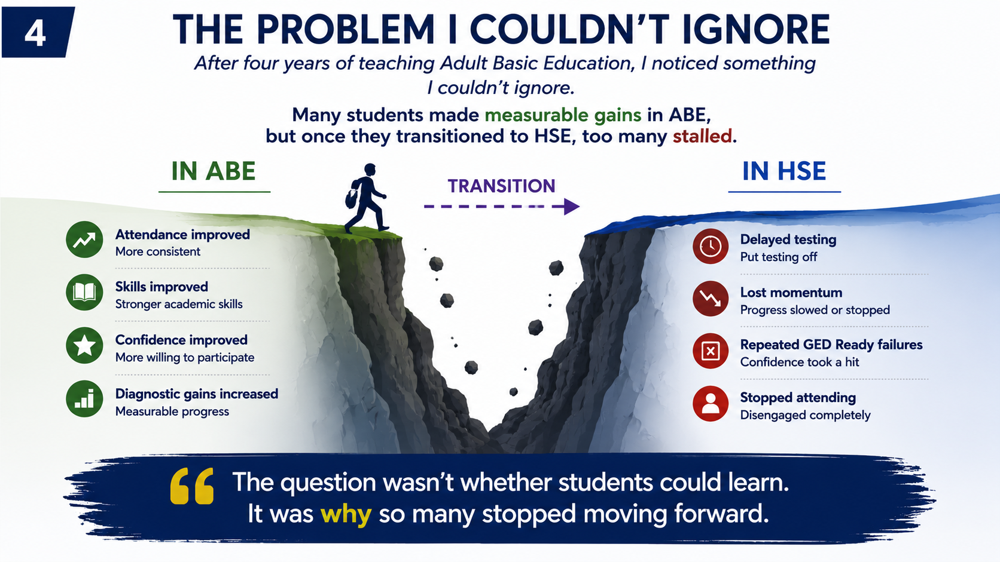 4
THE PROBLEM I COULDN'T IGNORE
After four years of teaching Adult Basic Education, I noticed something
I couldn't ignore.
Many students made measurable gains in ABE,
but once they transitioned to HSE, too many stalled.
IN ABE
TRANSITION
IN HSE
Attendance improved
More consistent
Skills improved
Stronger academic skills
Confidence improved
More willing to participate
Diagnostic gains increased
Measurable progress
Delayed testing
Put testing off
Lost momentum
Progress slowed or stopped
Repeated GED Ready failures
Confidence took a hit
Stopped attending
Disengaged completely
“The question wasn't whether students could learn.
It was why so many stopped moving forward.